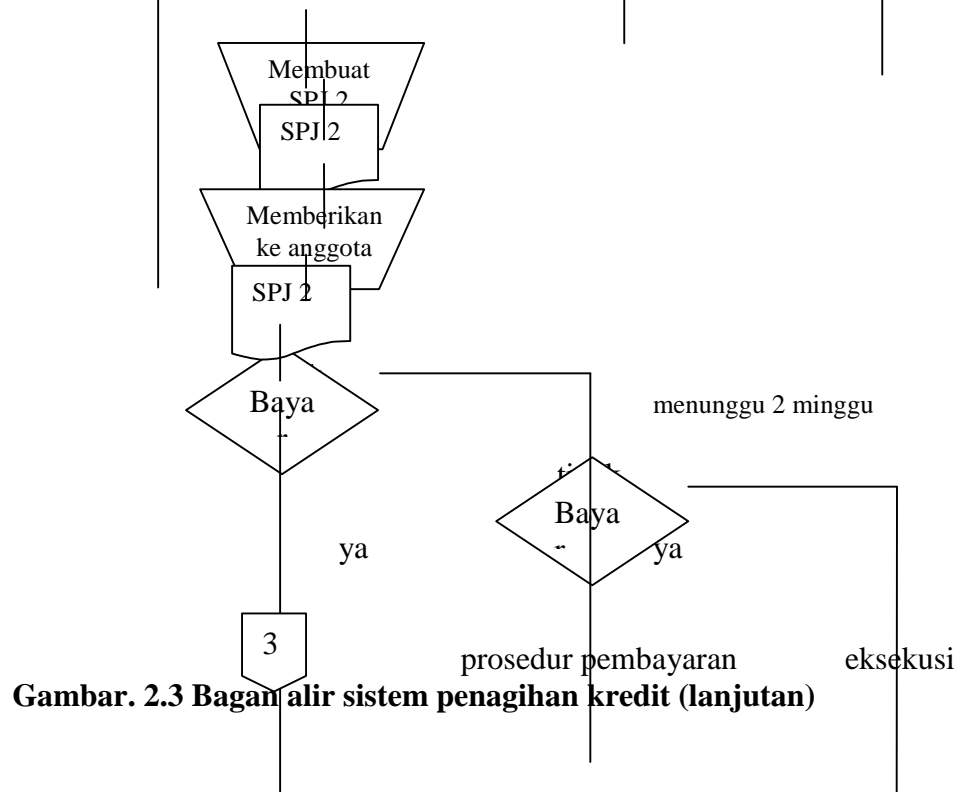 Membuat
SPJ 2
SPJ 2
Memberikan
ke anggota
SPJ 2
Baya
r
menunggu 2 minggu
Baya
r
ya
ya
3
prosedur pembayaran
eksekusi
Gambar. 2.3 Bagan alir sistem penagihan kredit (lanjutan)